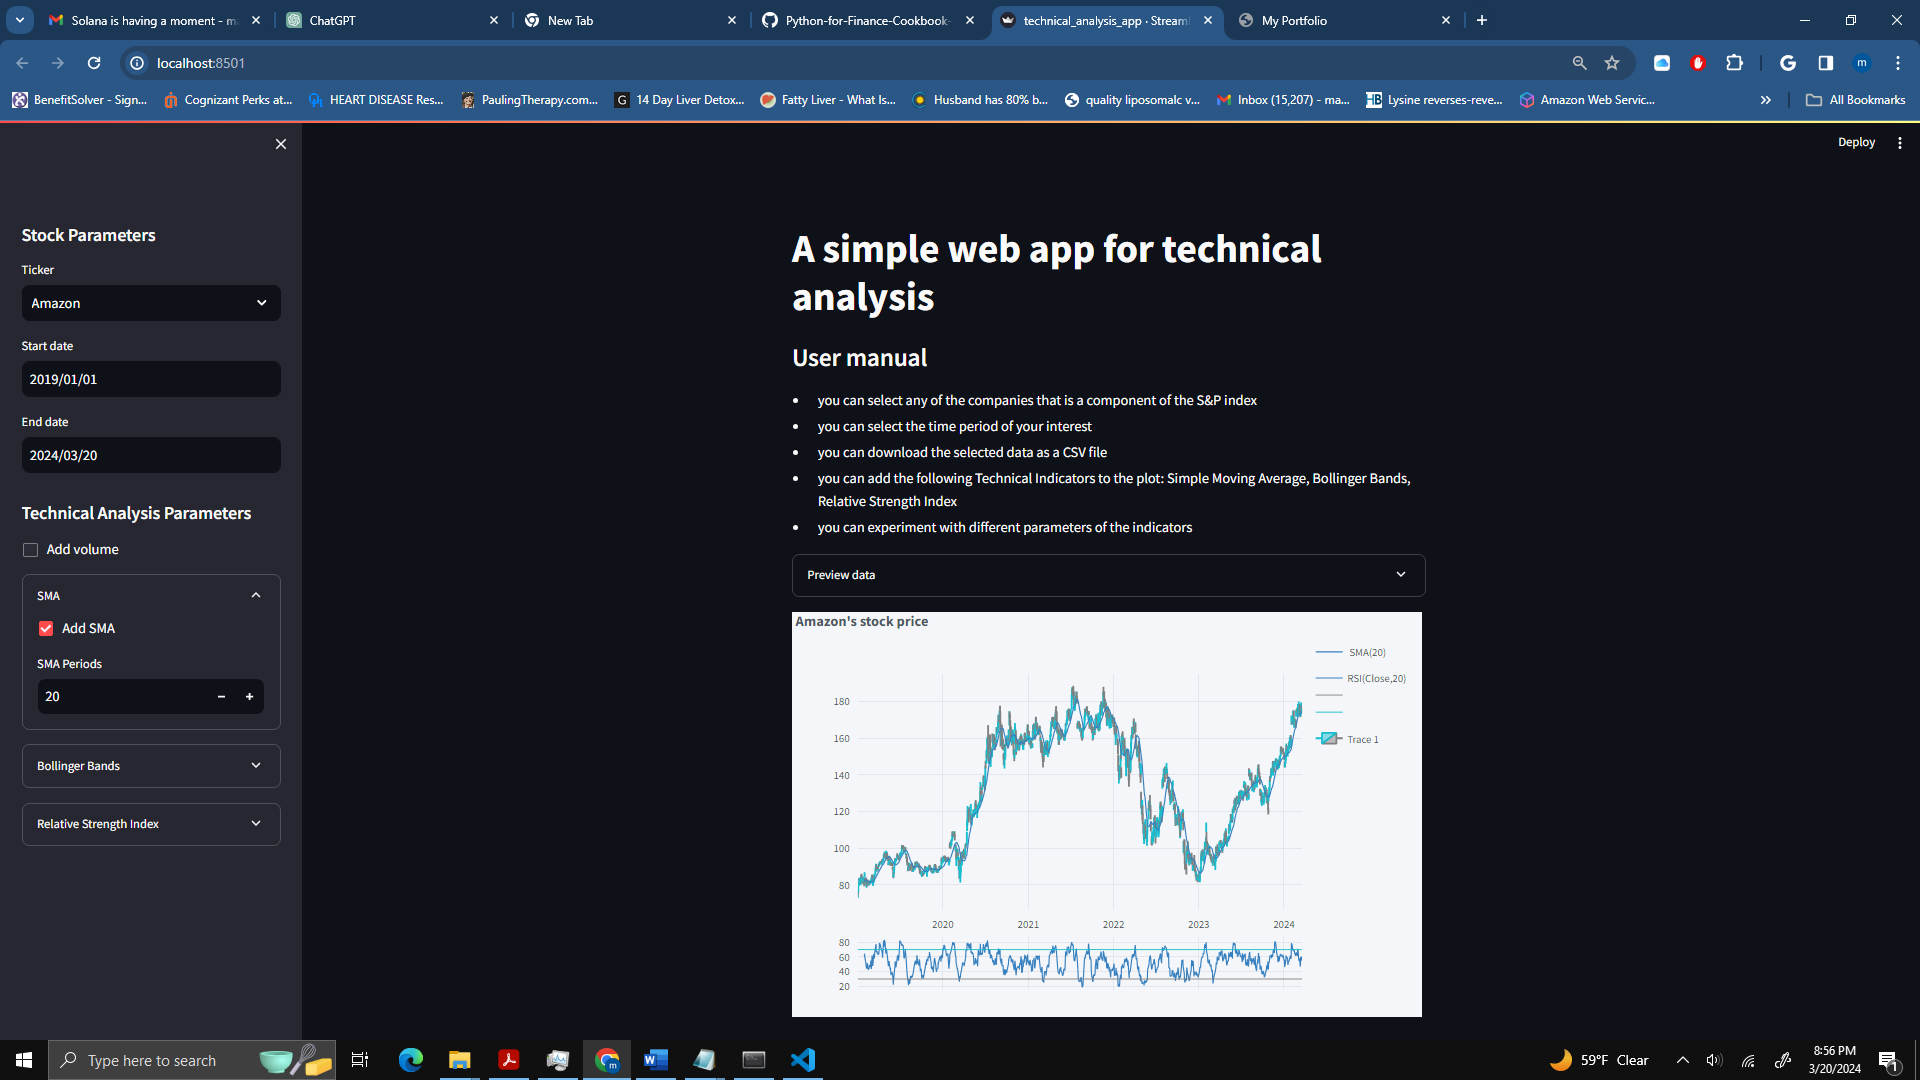 Solana is having a moment - ma
ChatGPT
New Tab
Python-for-Finance-Cookbook-
technical_analysis_app · Streaml
My Portfolio
localhost:8501
m
BenefitSolver - Sign...
Cognizant Perks at...
HEART DISEASE Res...
PaulingTherapy.com...
14 Day Liver Detox...
Fatty Liver - What Is...
Husband has 80% b...
quality liposomalc v...
Inbox (15,207) - ma...
Lysine reverses-reve...
Amazon Web Servic...
All Bookmarks
Deploy
Stock Parameters
Ticker
Amazon
Start date
2019/01/01
End date
2024/03/20
Technical Analysis Parameters
Add volume
SMA
Add SMA
SMA Periods
20
Bollinger Bands
Relative Strength Index
A simple web app for technical
analysis
User manual
you can select any of the companies that is a component of the S&P index
you can select the time period of your interest
you can download the selected data as a CSV file
you can add the following Technical Indicators to the plot: Simple Moving Average, Bollinger Bands,
Relative Strength Index
you can experiment with different parameters of the indicators
Preview data
Amazon's stock price
SMA(20)
RSI(Close,20)
Trace 1
180
160
140
120
100
80
2020 2021 2022 2023 2024
80
60
40
20
Type here to search
59°F Clear
8:56 PM
3/20/2024
1